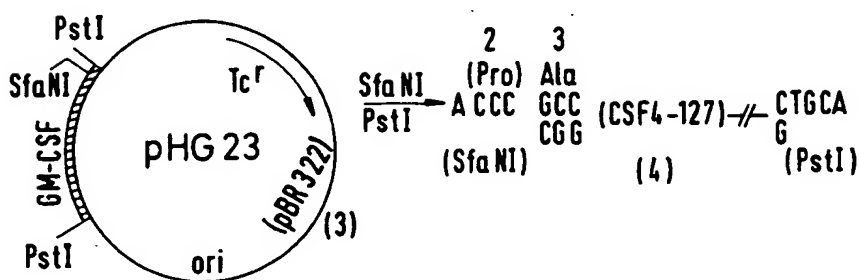 PstI
SfaNI
GM-CSF
PstI
Tcʳ
pHG 23
(pBR322)
(3)
ori
SfaNI
PstI
2 3
(Pro) Ala
A CCC GCC (CSF4-127) CTGCA
CGG G
(SfaNI) (4) (PstI)